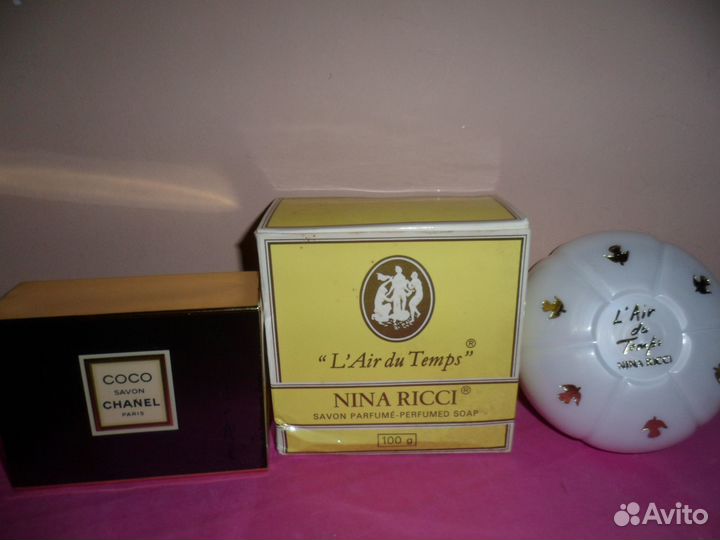 COCO
SAVON
CHANEL
PARIS
"L'Air du Temps"®
NINA RICCI®
SAVON PARFUMÉ-PERFUMED SOAP
100 g
L'Air
du
Temps
NINA RICCI
Avito